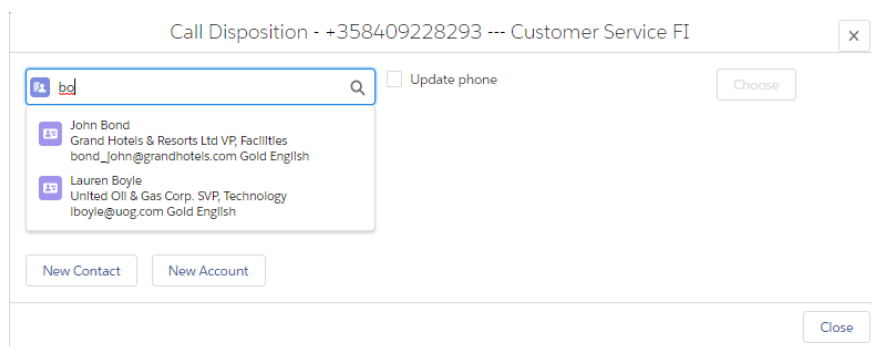 Call Disposition - +358409228293 --- Customer Service FI
bo
Update phone
Choose
John Bond
Grand Hotels & Resorts Ltd VP, Facilities
bond_john@grandhotels.com Gold English
Lauren Boyle
United Oil & Gas Corp. SVP, Technology
lboyle@uog.com Gold English
New Contact
New Account
Close